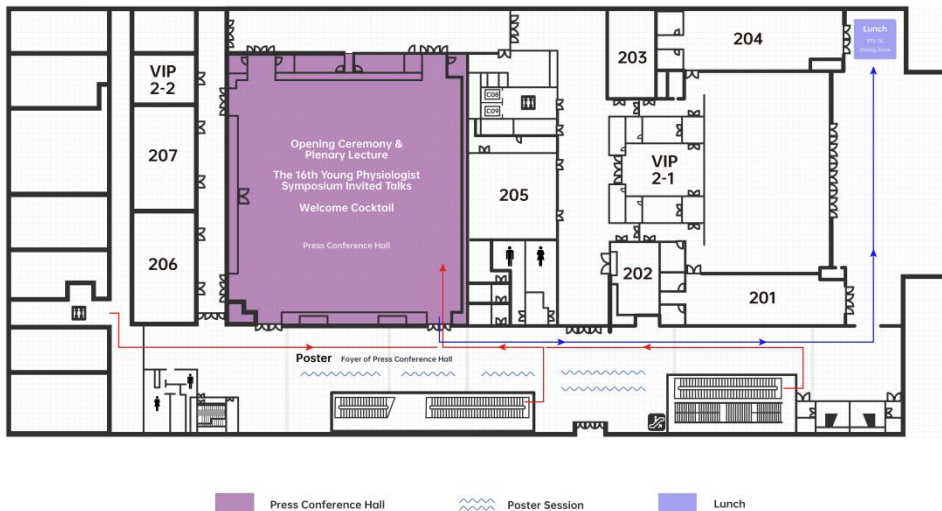 Lunch
Dining Zone
204
203
VIP
2-2
C08
C09
Opening Ceremony &
Plenary Lecture
The 16th Young Physiologist
Symposium Invited Talks
Welcome Cocktail
Press Conference Hall
207
VIP
2-1
205
206
202
201
Poster Foyer of Press Conference Hall
Press Conference Hall
Poster Session
Lunch